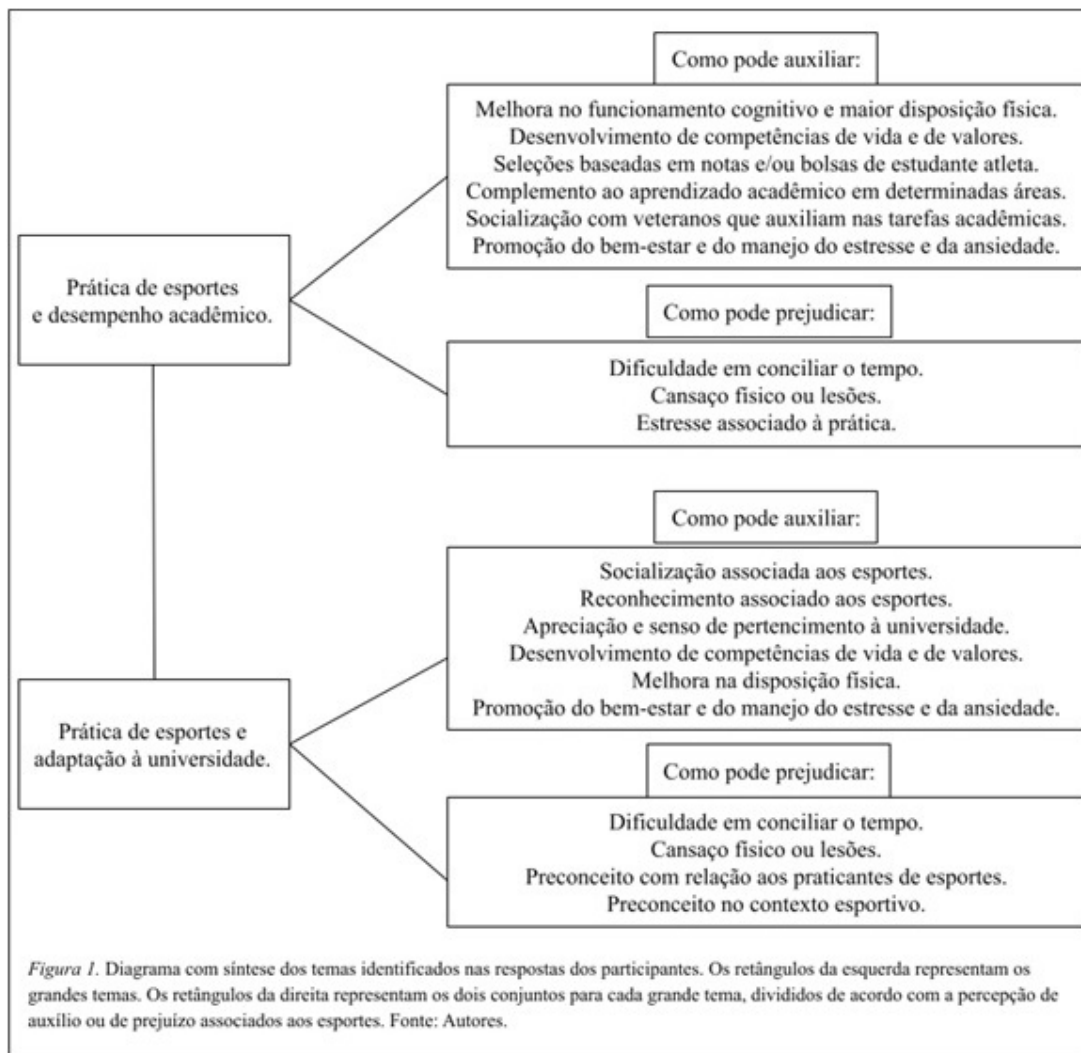 Como pode auxiliar:
Melhora no funcionamento cognitivo e maior disposição física.
Desenvolvimento de competências de vida e de valores.
Seleções baseadas em notas e/ou bolsas de estudante atleta.
Complemento ao aprendizado acadêmico em determinadas áreas.
Socialização com veteranos que auxiliam nas tarefas acadêmicas.
Promoção do bem-estar e do manejo do estresse e da ansiedade.
Prática de esportes
e desempenho acadêmico.
Como pode prejudicar:
Dificuldade em conciliar o tempo.
Cansaço físico ou lesões.
Estresse associado à prática.
Como pode auxiliar:
Socialização associada aos esportes.
Reconhecimento associado aos esportes.
Apreciação e senso de pertencimento à universidade.
Desenvolvimento de competências de vida e de valores.
Melhora na disposição física.
Promoção do bem-estar e do manejo do estresse e da ansiedade.
Prática de esportes e
adaptação à universidade.
Como pode prejudicar:
Dificuldade em conciliar o tempo.
Cansaço físico ou lesões.
Preconceito com relação aos praticantes de esportes.
Preconceito no contexto esportivo.
Figura 1. Diagrama com síntese dos temas identificados nas respostas dos participantes. Os retângulos da esquerda representam os
grandes temas. Os retângulos da direita representam os dois conjuntos para cada grande tema, divididos de acordo com a percepção de
auxílio ou de prejuízo associados aos esportes. Fonte: Autores.